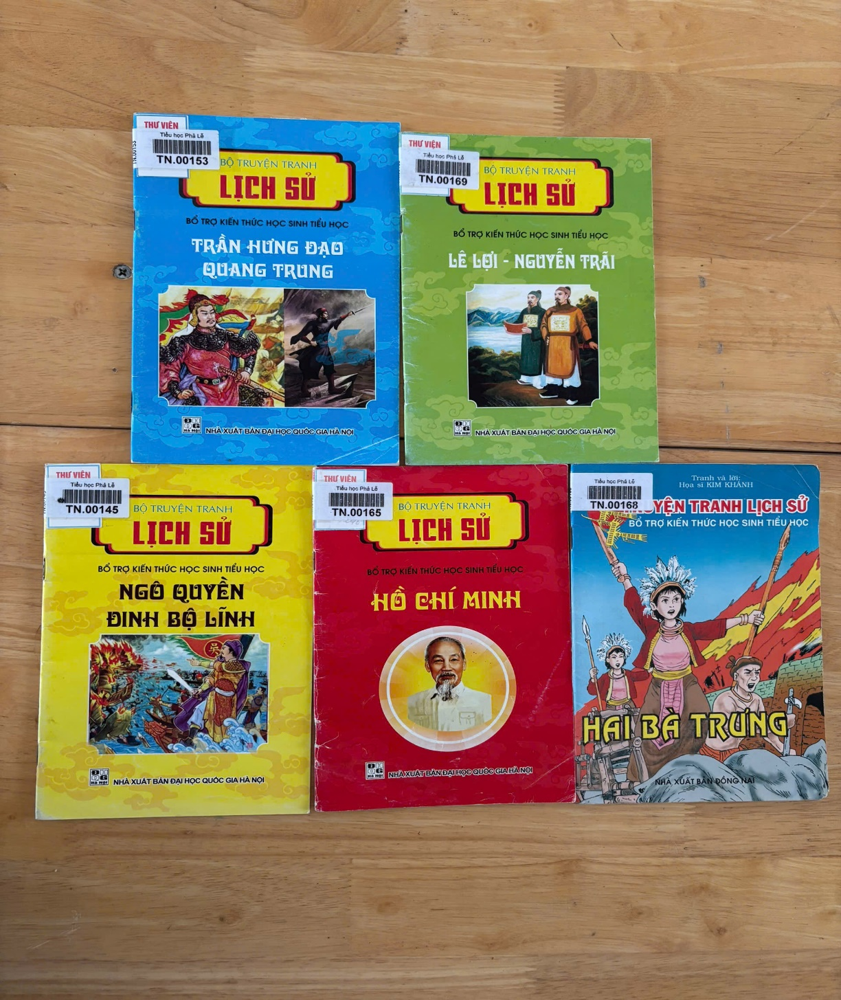 THƯ VIỆN
Tiểu học Phả Lễ
TN.00153
TN.00153
BỘ TRUYỆN TRANH
LỊCH SỬ
BỔ TRỢ KIẾN THỨC HỌC SINH TIỂU HỌC
TRẦN HƯNG ĐẠO
QUANG TRUNG
NHÀ XUẤT BẢN ĐẠI HỌC QUỐC GIA HÀ NỘI
THƯ VIỆN
Tiểu học Phả Lễ
TN.00169
BỘ TRUYỆN TRANH
LỊCH SỬ
BỔ TRỢ KIẾN THỨC HỌC SINH TIỂU HỌC
LÊ LỢI - NGUYỄN TRÃI
NHÀ XUẤT BẢN ĐẠI HỌC QUỐC GIA HÀ NỘI
THƯ VIỆN
Tiểu học Phả Lễ
TN.00145
BỘ TRUYỆN TRANH
LỊCH SỬ
BỔ TRỢ KIẾN THỨC HỌC SINH TIỂU HỌC
NGÔ QUYỀN
ĐINH BỘ LĨNH
吳
NHÀ XUẤT BẢN ĐẠI HỌC QUỐC GIA HÀ NỘI
THƯ VIỆN
Tiểu học Phả Lễ
TN.00165
BỘ TRUYỆN TRANH
LỊCH SỬ
BỔ TRỢ KIẾN THỨC HỌC SINH TIỂU HỌC
HỒ CHÍ MINH
NHÀ XUẤT BẢN ĐẠI HỌC QUỐC GIA HÀ NỘI
Tiểu học Phả Lễ
TN.00168
Tranh và lời:
Họa sĩ KIM KHÁNH
TRUYỆN TRANH LỊCH SỬ
BỔ TRỢ KIẾN THỨC HỌC SINH TIỂU HỌC
HAI BÀ TRƯNG
NHÀ XUẤT BẢN ĐỒNG NAI